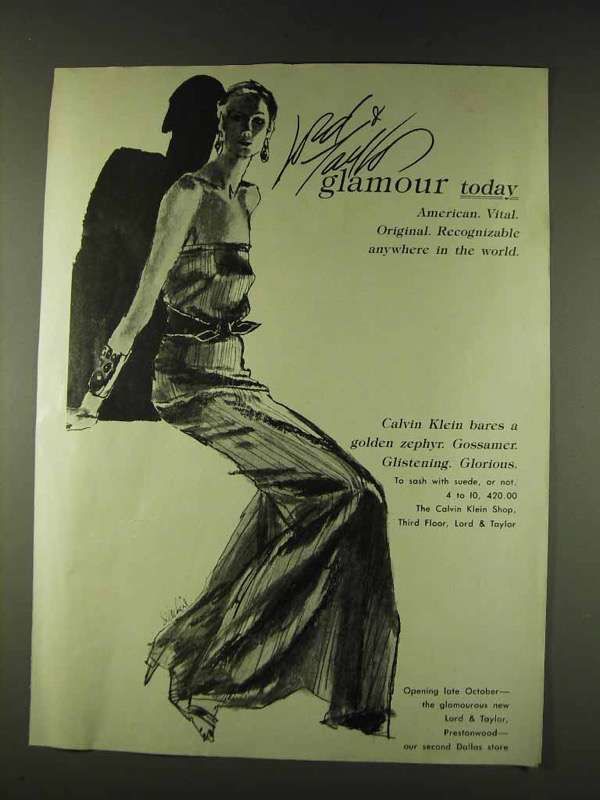 Lord & Taylor
glamour today
American. Vital.
Original. Recognizable
anywhere in the world.
Calvin Klein bares a
golden zephyr. Gossamer.
Glistening. Glorious.
To sash with suede, or not.
4 to 10, 420.00
The Calvin Klein Shop,
Third Floor, Lord & Taylor
Opening late October—
the glamourous new
Lord & Taylor,
Prestonwood—
our second Dallas store